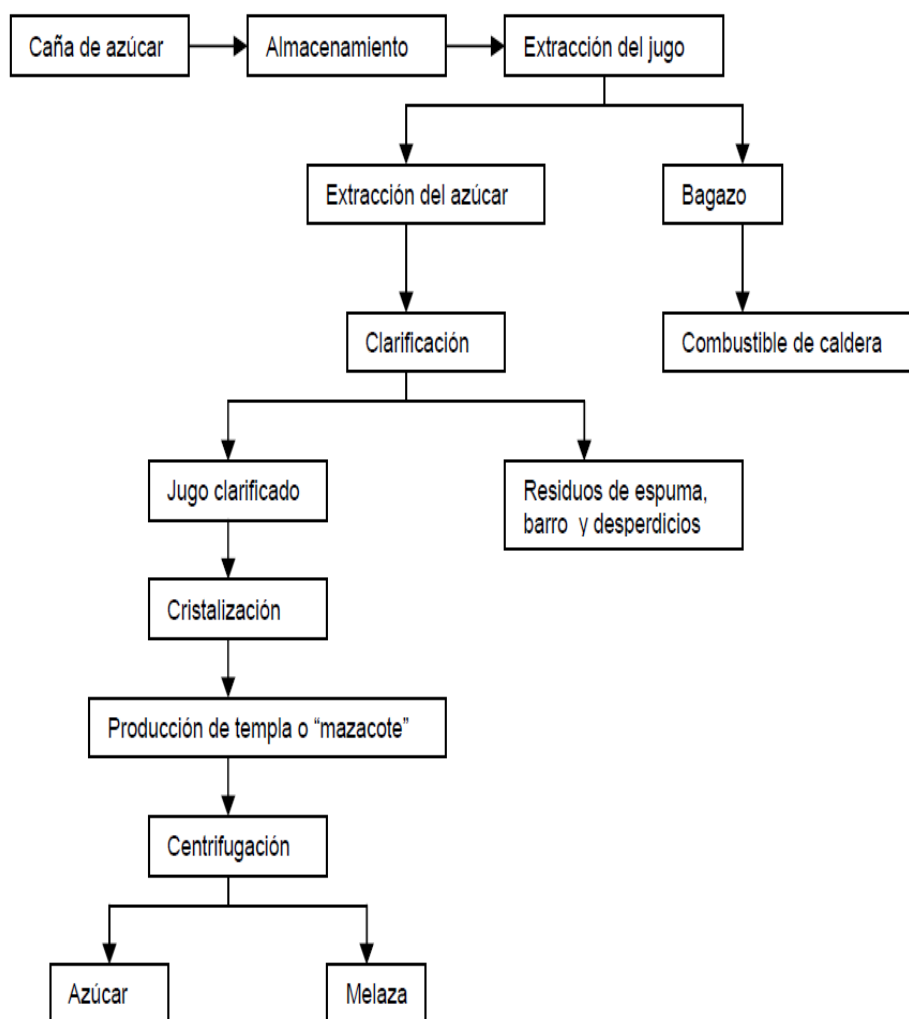 Caña de azúcar
Almacenamiento
Extracción del jugo
Extracción del azúcar
Bagazo
Clarificación
Combustible de caldera
Jugo clarificado
Residuos de espuma,
barro y desperdicios
Cristalización
Producción de templa o “mazacote”
Centrifugación
Azúcar
Melaza